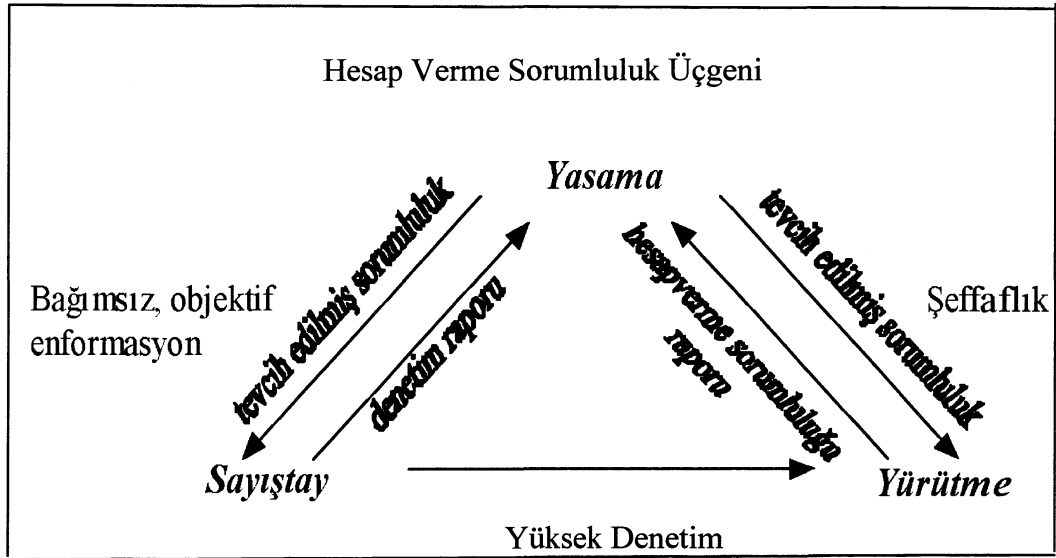 Hesap Verme Sorumluluk Üçgeni
Yasama
tevcih edilmiş sorumluluk
denetim raporu
hesapverme sorumluluğu
raporu
tevcih edilmiş sorumluluk
Bağımsız, objektif
enformasyon
Şeffaflık
Sayıştay
Yürütme
Yüksek Denetim